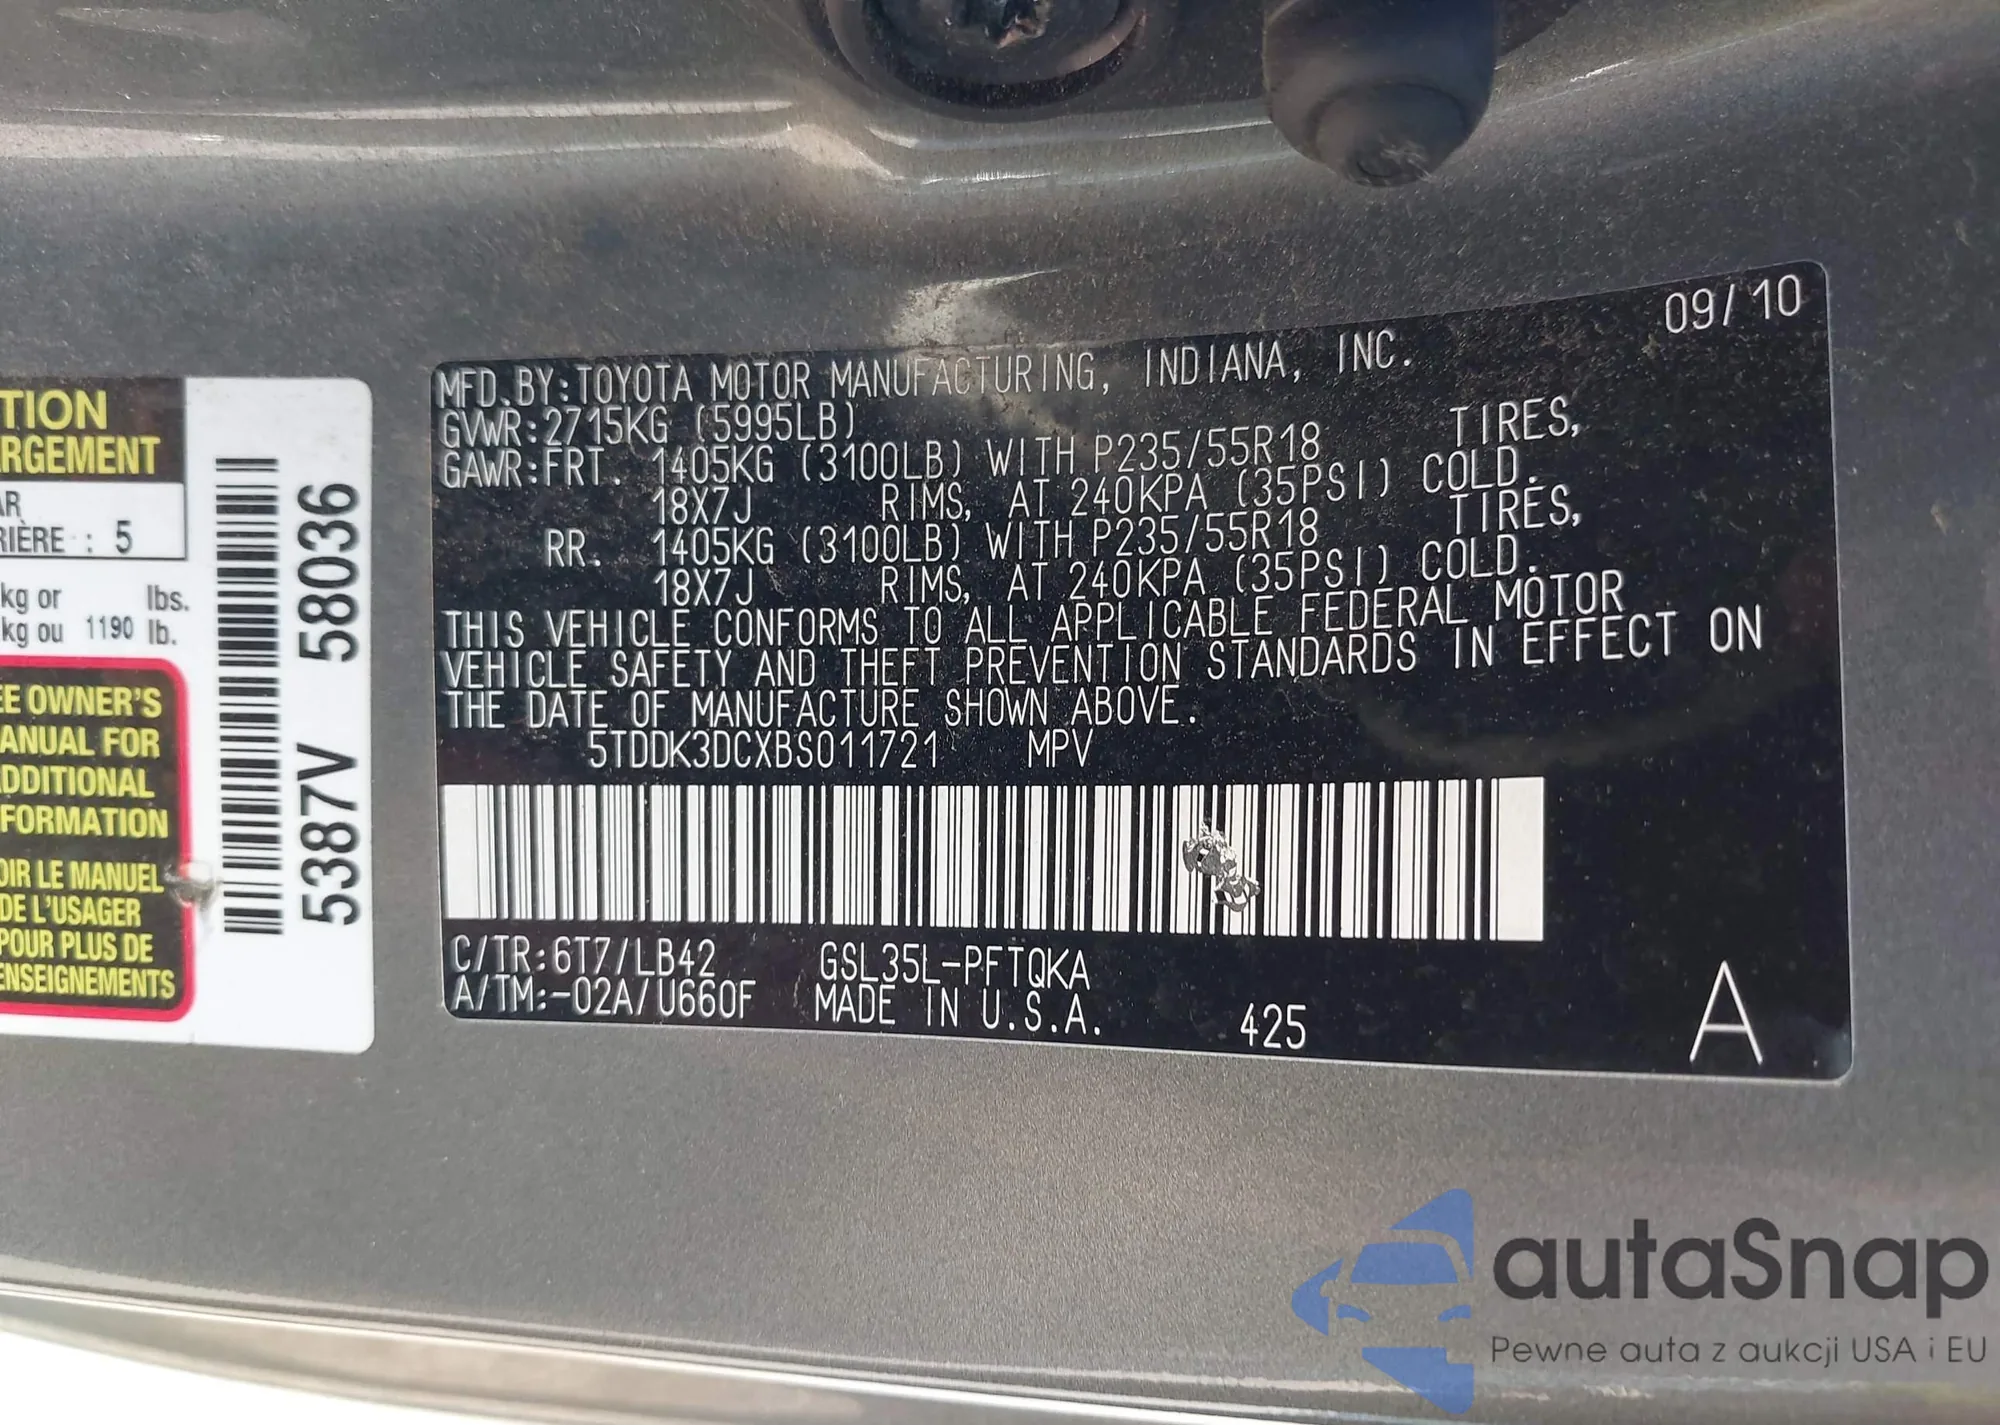 TION
RGEMENT
AR
RIÈRE : 5
kg or lbs.
kg ou 1190 lb.
EE OWNER'S
ANUAL FOR
DDITIONAL
FORMATION
OIR LE MANUEL
DE L'USAGER
POUR PLUS DE
ENSEIGNEMENTS
5387V 58036
09/10
MFD.BY:TOYOTA MOTOR MANUFACTURING, INDIANA, INC.
GVWR:2715KG (5995LB)
GAWR:FRT. 1405KG (3100LB) WITH P235/55R18 TIRES,
18X7J RIMS, AT 240KPA (35PSI) COLD.
RR. 1405KG (3100LB) WITH P235/55R18 TIRES,
18X7J RIMS, AT 240KPA (35PSI) COLD.
THIS VEHICLE CONFORMS TO ALL APPLICABLE FEDERAL MOTOR
VEHICLE SAFETY AND THEFT PREVENTION STANDARDS IN EFFECT ON
THE DATE OF MANUFACTURE SHOWN ABOVE.
5TDDK3DCXBS011721 MPV
C/TR:6T7/LB42 GSL35L-PFTQKA
A/TM:-02A/U660F MADE IN U.S.A. 425
A
autaSnap
Pewne auta z aukcji USA i EU